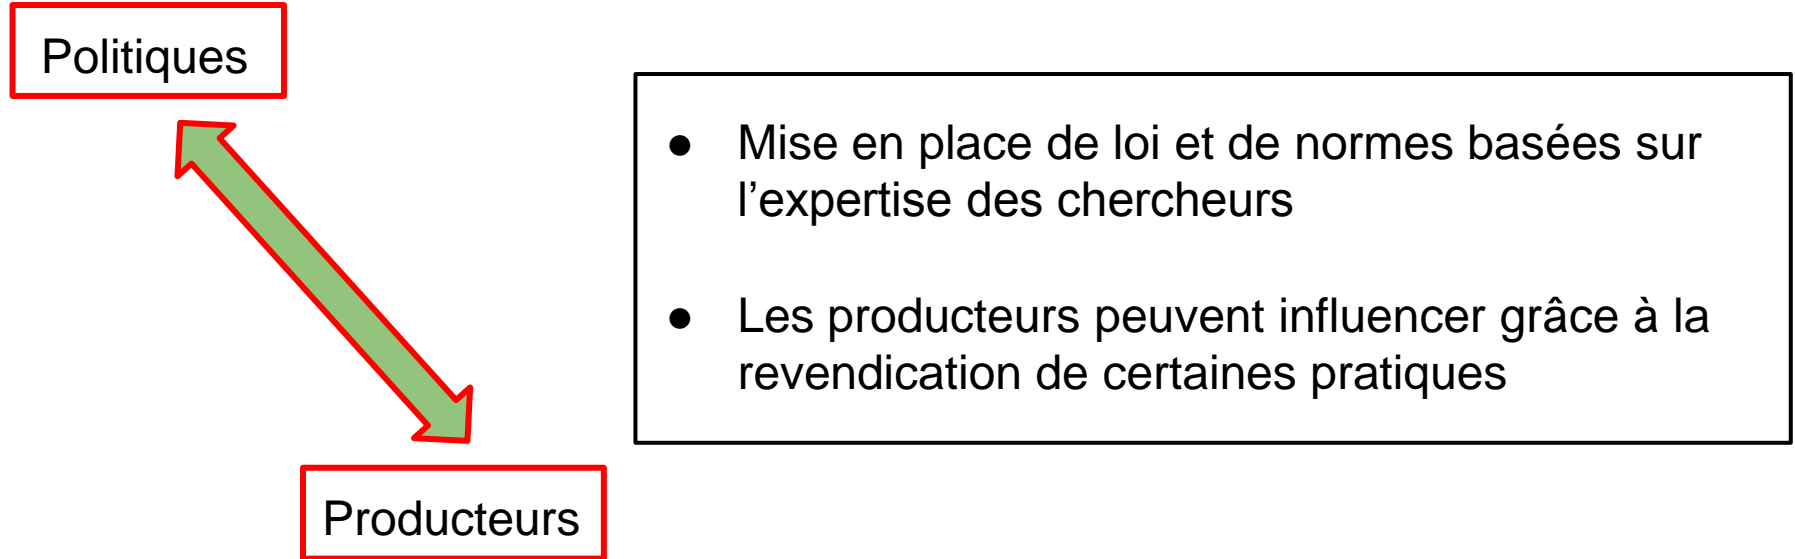 Politiques
● Mise en place de loi et de normes basées sur
l’expertise des chercheurs
● Les producteurs peuvent influencer grâce à la
revendication de certaines pratiques
Producteurs